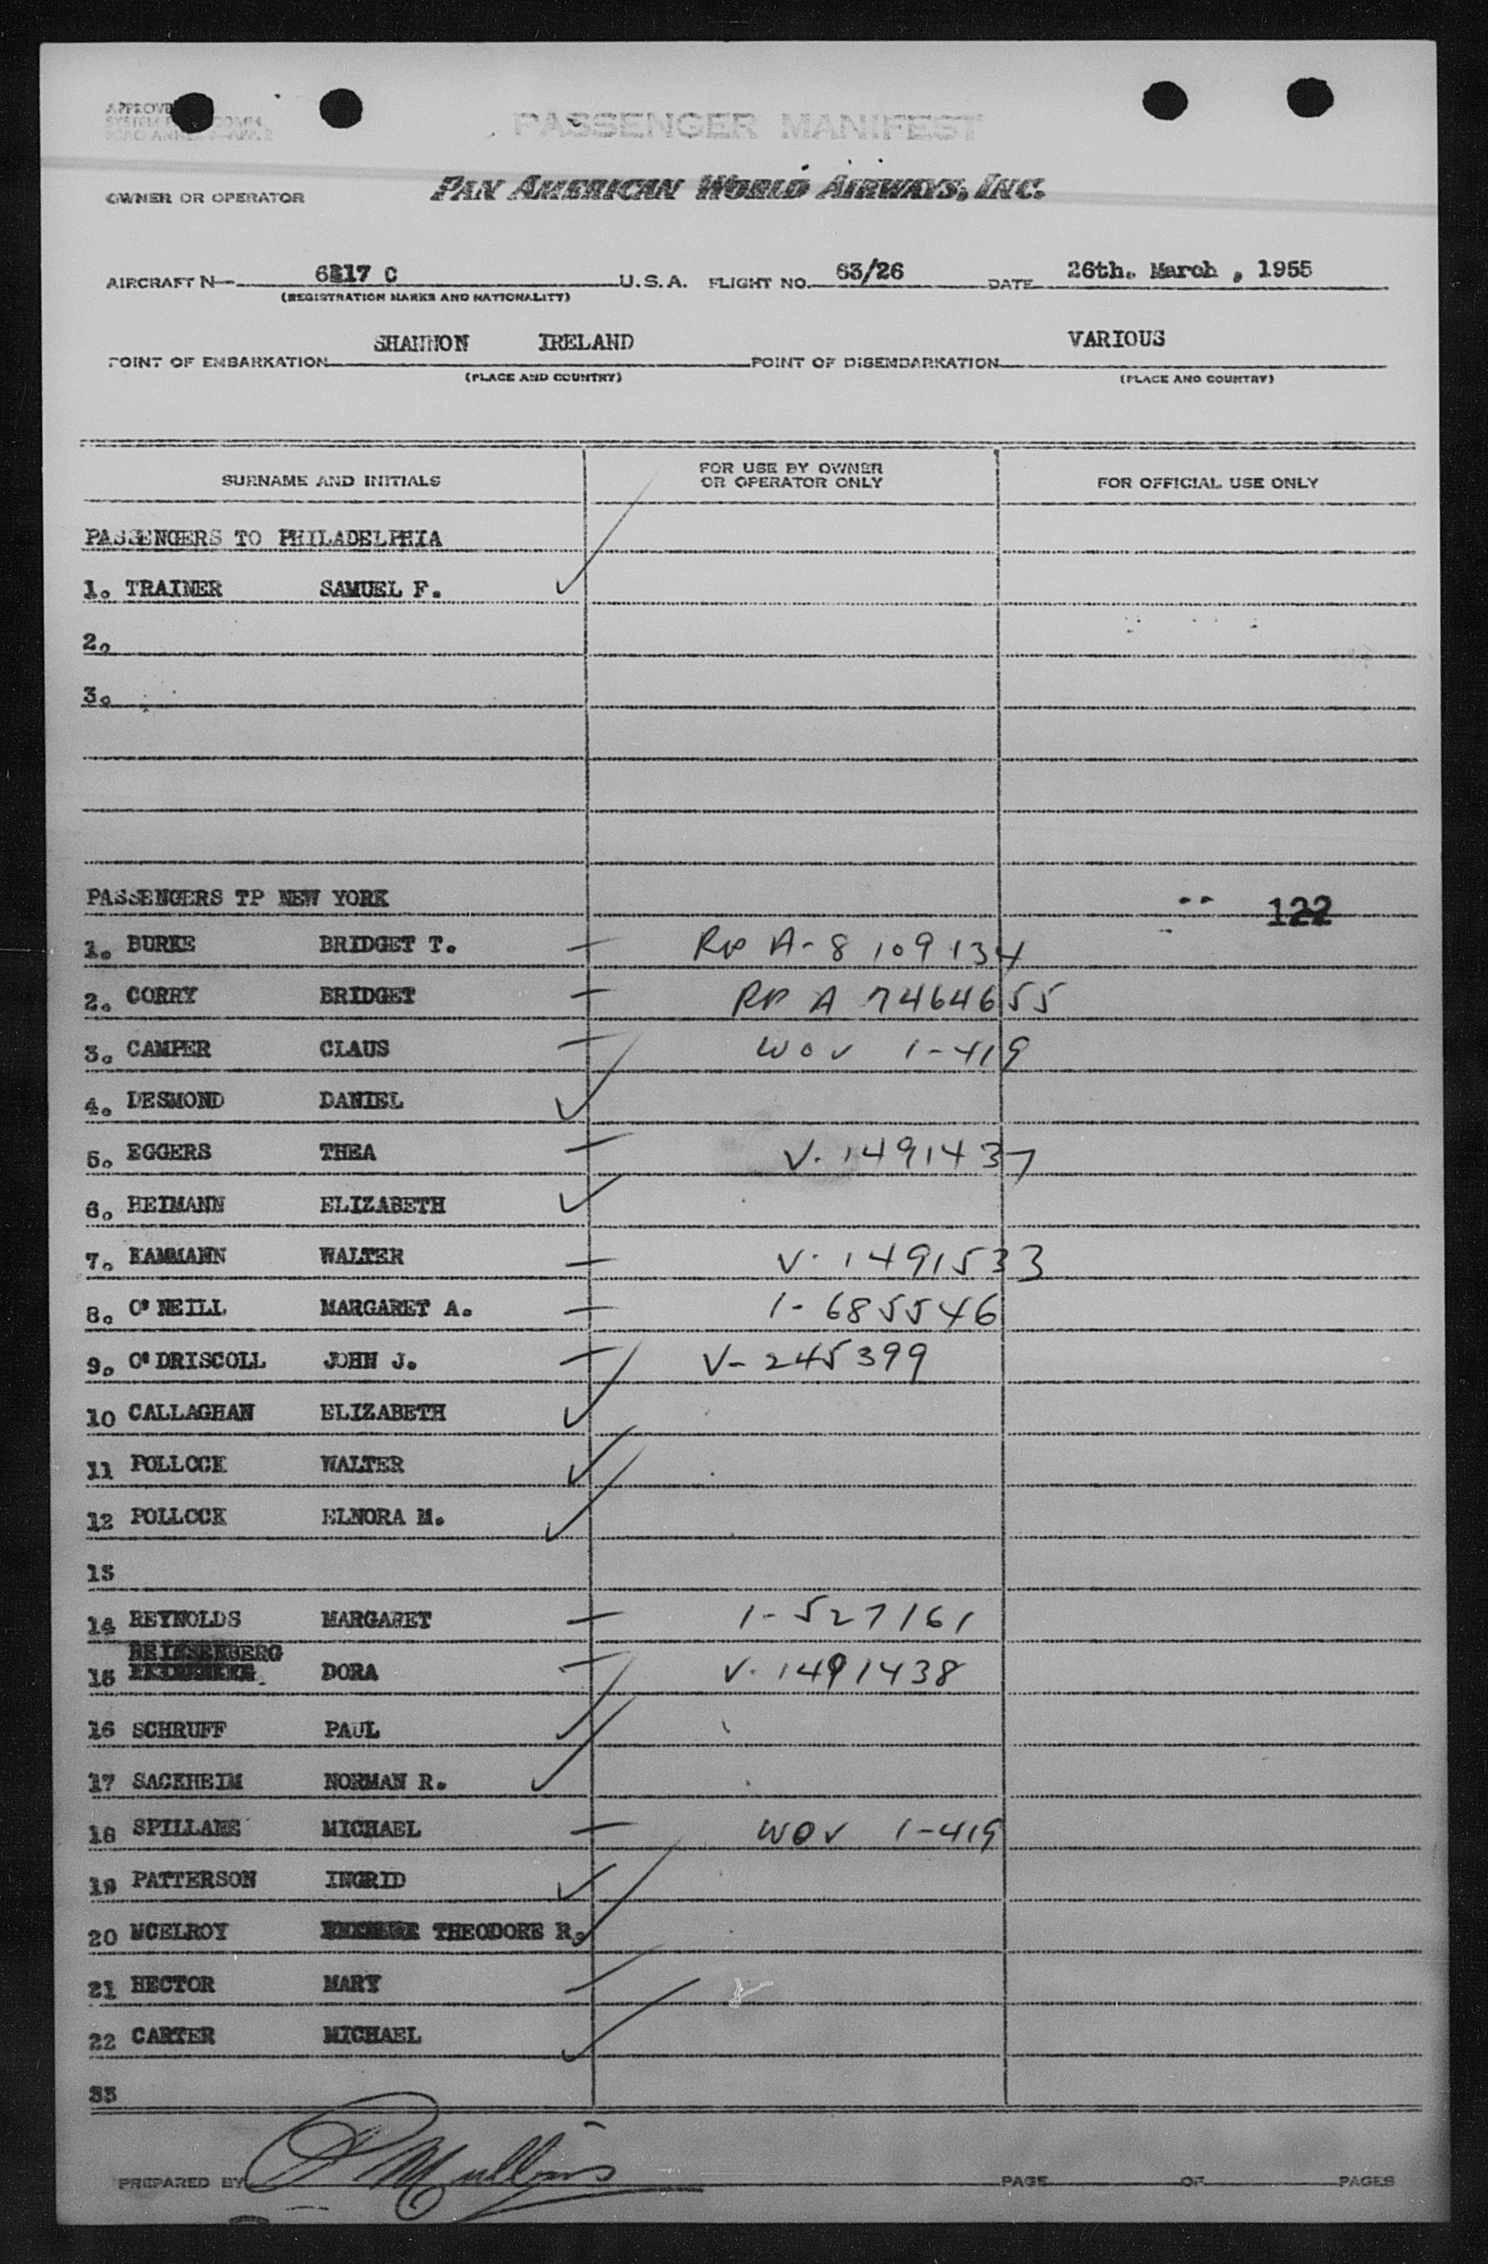 PASSENGER MANIFEST
OWNER OR OPERATOR PAN AMERICAN WORLD AIRWAYS, INC.
AIRCRAFT N 17 C U.S.A. FLIGHT NO. 63/26 DATE 26th. March , 1955
(REGISTRATION MARKS AND NATIONALITY)
POINT OF EMBARKATION SHANNON IRELAND POINT OF DISEMBARKATION VARIOUS
(PLACE AND COUNTRY) (PLACE AND COUNTRY)
SURNAME AND INITIALS FOR USE BY OWNER OR OPERATOR ONLY FOR OFFICIAL USE ONLY
PASSENGERS TO PHILADELPHIA
1. TRAINER SAMUEL F. ✓
2.
3.
PASSENGERS TP NEW YORK 122
1. BURKE BRIDGET T. — RP A-8 109 134
2. CORRY BRIDGET — RP A 7464655
3. CAMPER CLAUS — WOV 1-419
4. DESMOND DANIEL ✓
5. EGGERS THEA — V. 1491437
6. HEIMANN ELIZABETH ✓
7. KAMMANN WALTER — V. 1491533
8. O'NEILL MARGARET A. — 1-685546
9. O'DRISCOLL JOHN J. — V-245399
10 CALLAGHAN ELIZABETH ✓
11 POLLOCK WALTER ✓
12 POLLOCK ELNORA M. ✓
13
14 REYNOLDS MARGARET — 1-527161
REINSENBERG
15 DORA — V. 1491438
16 SCHRUFF PAUL ✓
17 SACKHEIM NORMAN R. ✓
18 SPILLANE MICHAEL — WOV 1-419
19 PATTERSON INGRID ✓
20 MCELROY THEODORE R. ✓
21 HECTOR MARY —
22 CARTER MICHAEL ✓
33
PREPARED BY P Mullins PAGE OF PAGES